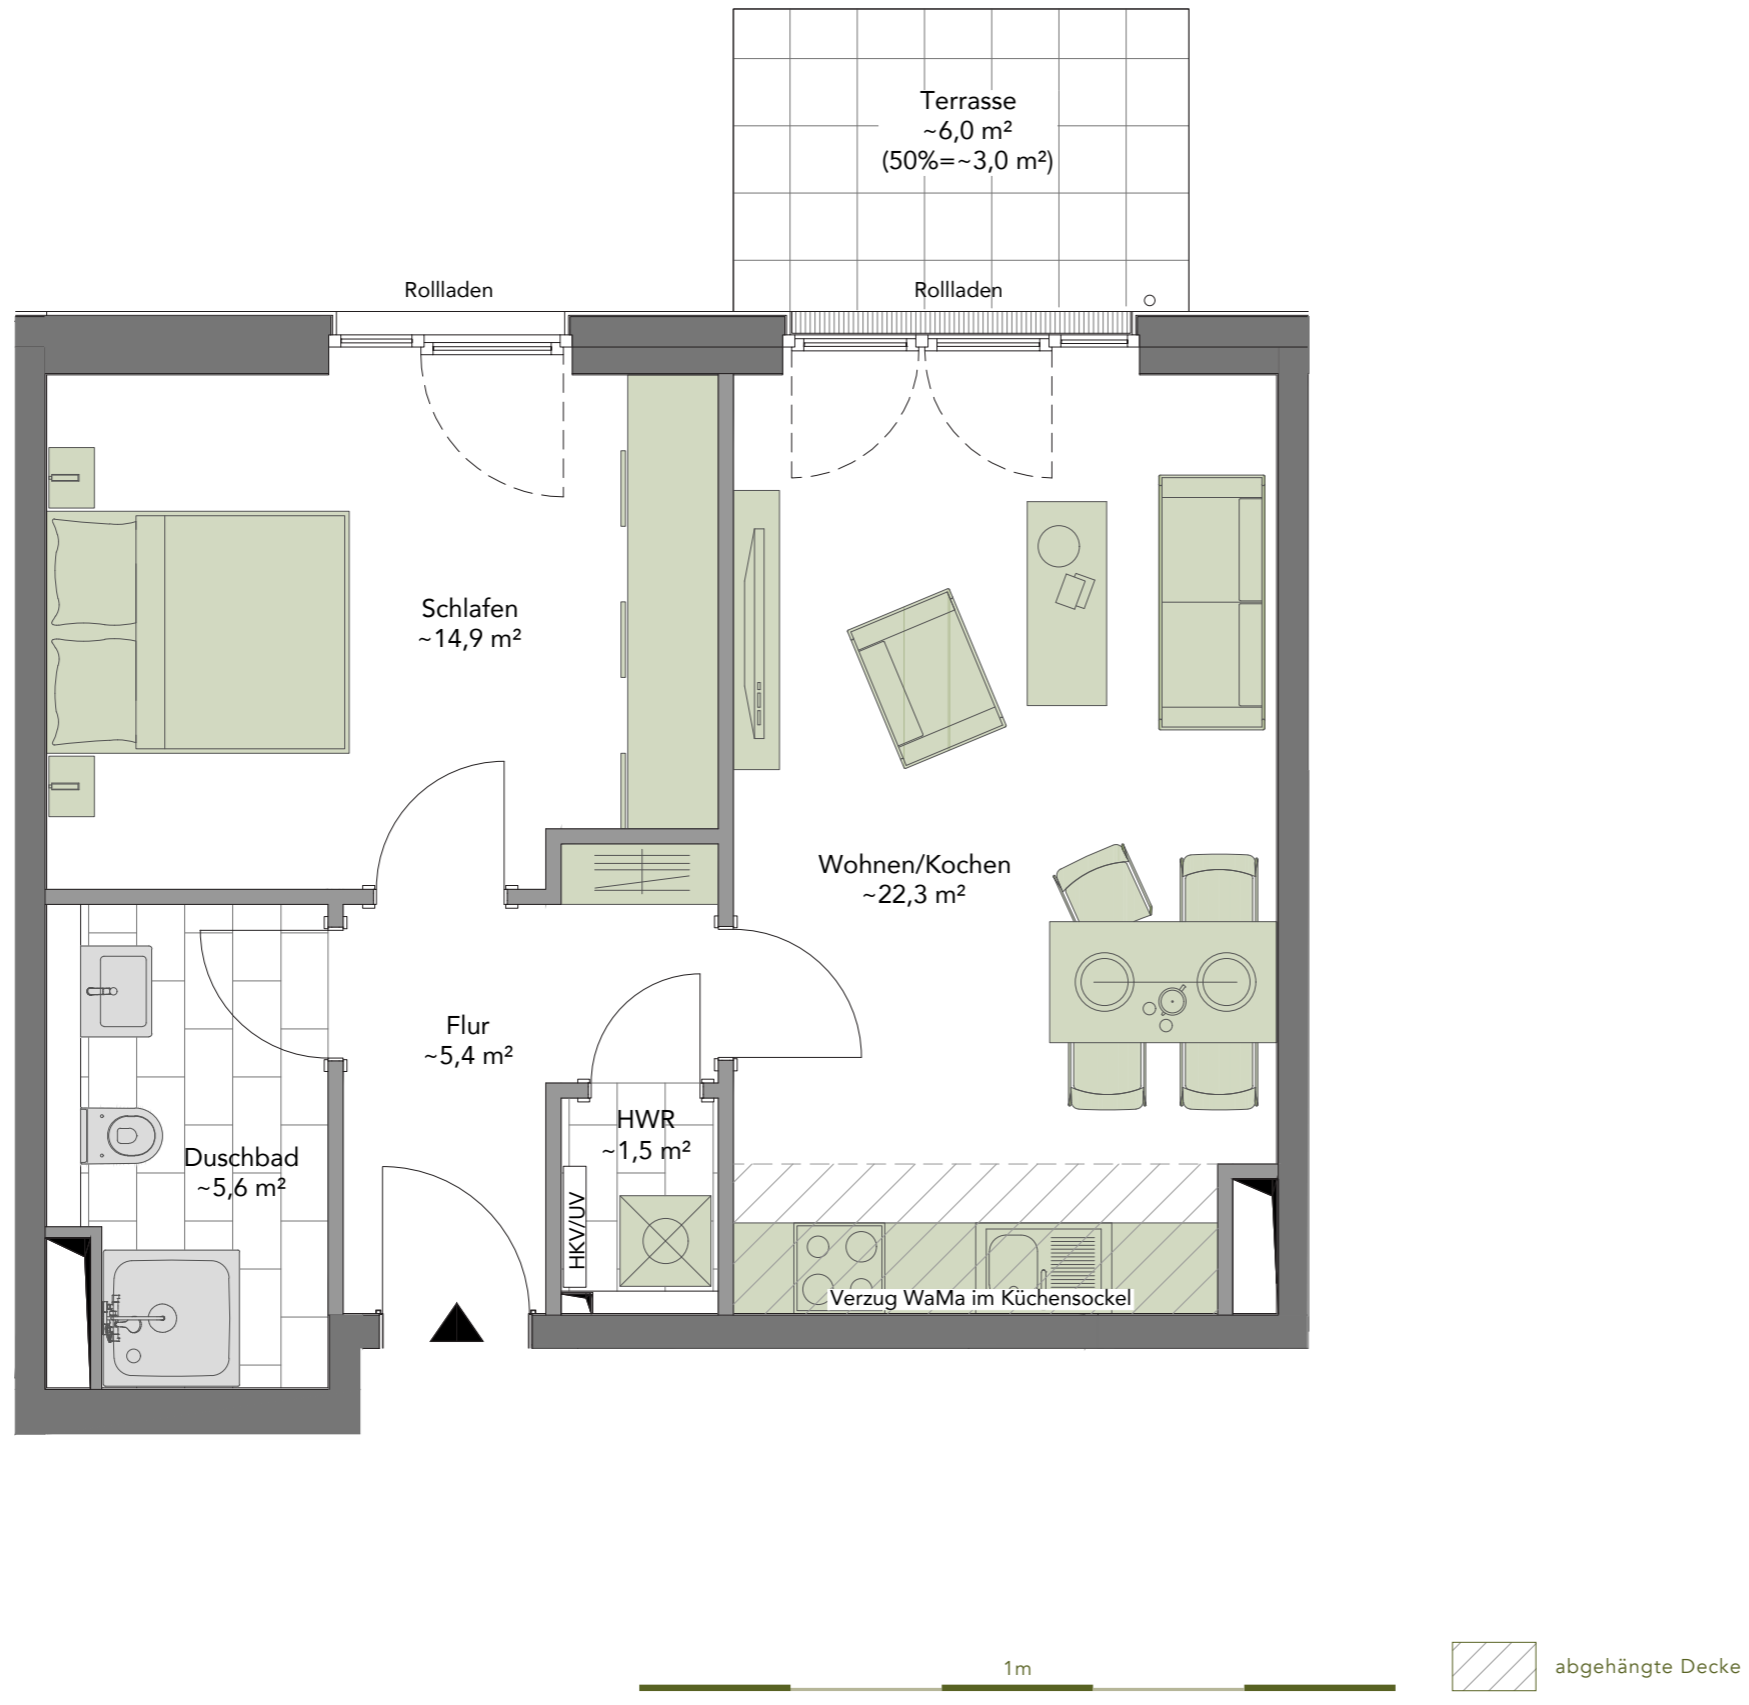 Terrasse
~6,0 m²
(50%=~3,0 m²)
Rollladen
Rollladen
Schlafen
~14,9 m²
Wohnen/Kochen
~22,3 m²
Flur
~5,4 m²
HWR
~1,5 m²
Duschbad
~5,6 m²
HKV/UV
Verzug WaMa im Küchensockel
1m
abgehängte Decke